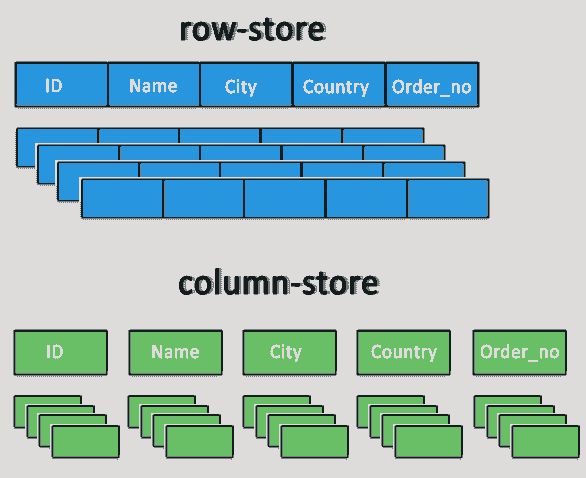 row-store
ID Name City Country Order_no
column-store
ID Name City Country Order_no